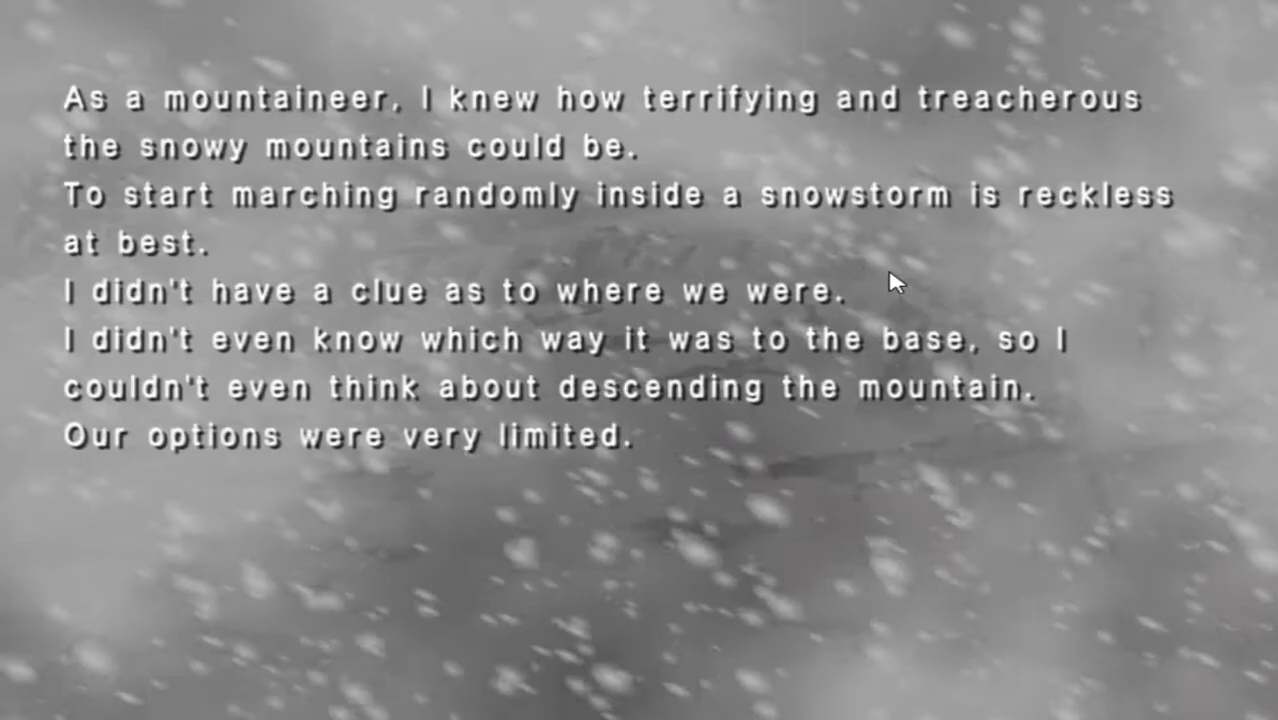 As a mountaineer, I knew how terrifying and treacherous
the snowy mountains could be.
To start marching randomly inside a snowstorm is reckless
at best.
I didn't have a clue as to where we were.
I didn't even know which way it was to the base, so I
couldn't even think about descending the mountain.
Our options were very limited.